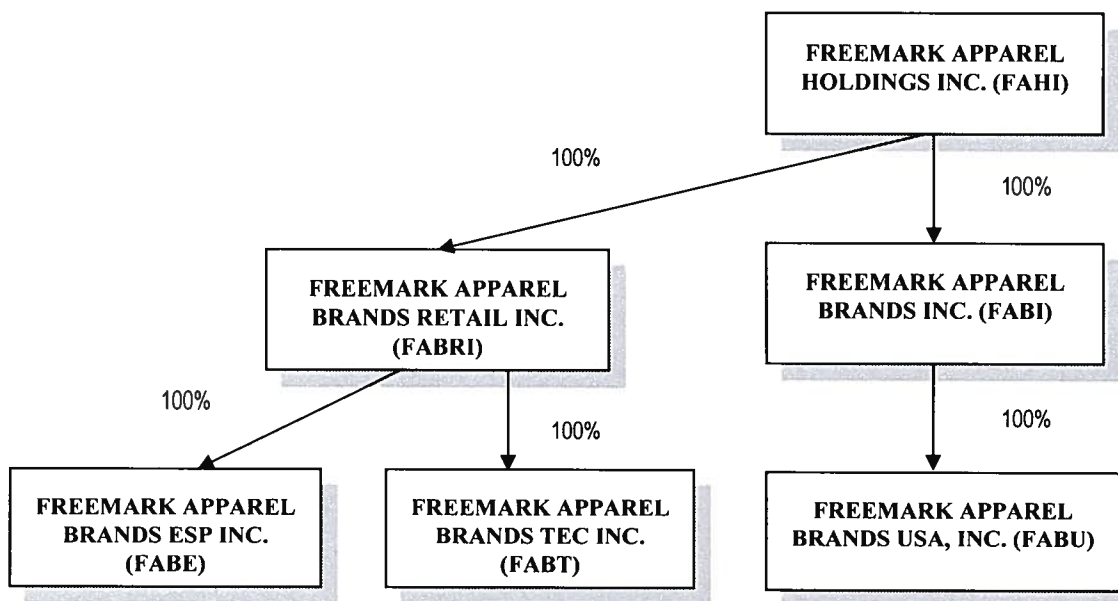 FREEMARK APPAREL
HOLDINGS INC. (FAHI)
100%
100%
FREEMARK APPAREL
BRANDS RETAIL INC.
(FABRI)
FREEMARK APPAREL
BRANDS INC. (FABI)
100%
100%
100%
FREEMARK APPAREL
BRANDS ESP INC.
(FABE)
FREEMARK APPAREL
BRANDS TEC INC.
(FABT)
FREEMARK APPAREL
BRANDS USA, INC. (FABU)